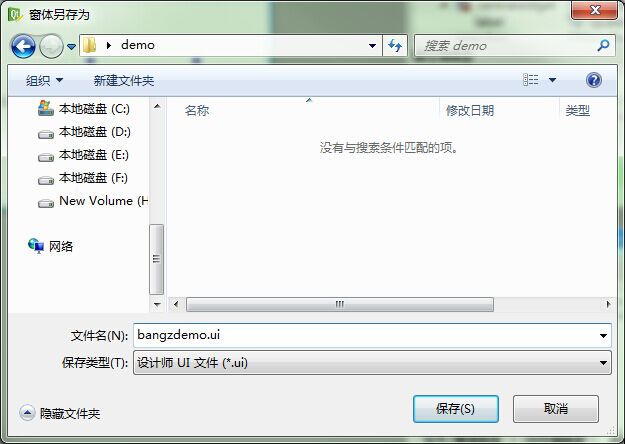 窗体另存为
demo
搜索 demo
组织
新建文件夹
名称
修改日期
类型
本地磁盘 (C:)
本地磁盘 (D:)
本地磁盘 (E:)
本地磁盘 (F:)
New Volume (H
网络
没有与搜索条件匹配的项。
文件名(N):
bangzdemo.ui
保存类型(T):
设计师 UI 文件 (*.ui)
隐藏文件夹
保存(S)
取消